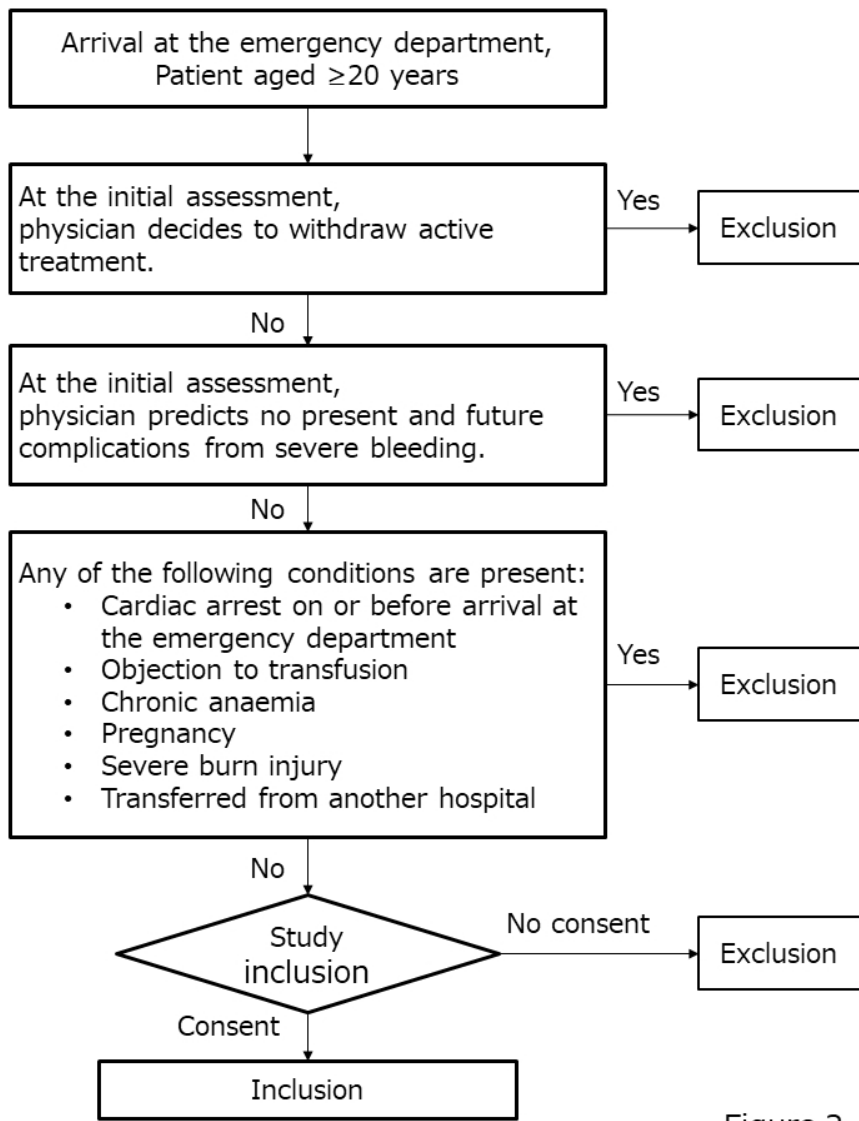 Arrival at the emergency department,
Patient aged ≥20 years
At the initial assessment,
physician decides to withdraw active
treatment.
Yes
Exclusion
No
At the initial assessment,
physician predicts no present and future
complications from severe bleeding.
Yes
Exclusion
No
Any of the following conditions are present:
• Cardiac arrest on or before arrival at
the emergency department
• Objection to transfusion
• Chronic anaemia
• Pregnancy
• Severe burn injury
• Transferred from another hospital
Yes
Exclusion
No
Study
inclusion
No consent
Exclusion
Consent
Inclusion
Figure